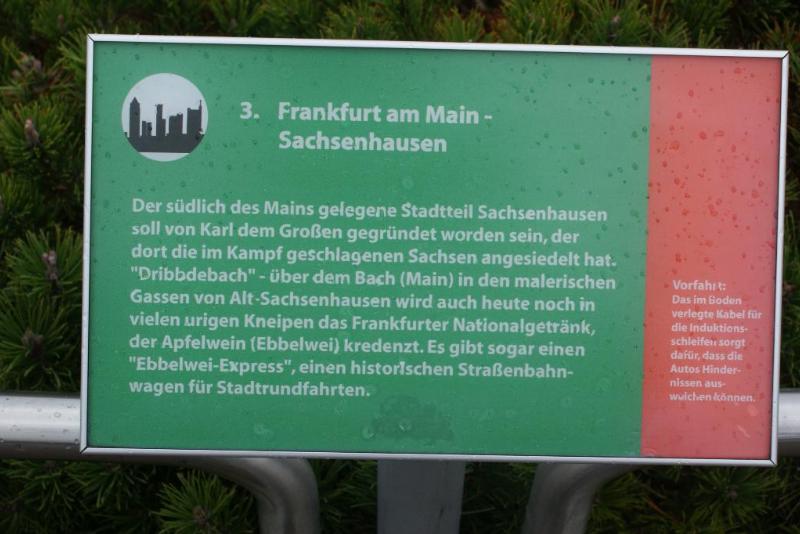 3. Frankfurt am Main -
Sachsenhausen
Der südlich des Mains gelegene Stadtteil Sachsenhausen
soll von Karl dem Großen gegründet worden sein, der
dort die im Kampf geschlagenen Sachsen angesiedelt hat.
"Dribbdebach" - über dem Bach (Main) in den malerischen
Gassen von Alt-Sachsenhausen wird auch heute noch in
vielen urigen Kneipen das Frankfurter Nationalgetränk,
der Apfelwein (Ebbelwei) kredenzt. Es gibt sogar einen
"Ebbelwei-Express", einen historischen Straßenbahn-
wagen für Stadtrundfahrten.
Vorfahrt:
Das im Boden
verlegte Kabel für
die Induktions-
schleifen sorgt
dafür, dass die
Autos Hinder-
nissen aus-
weichen können.